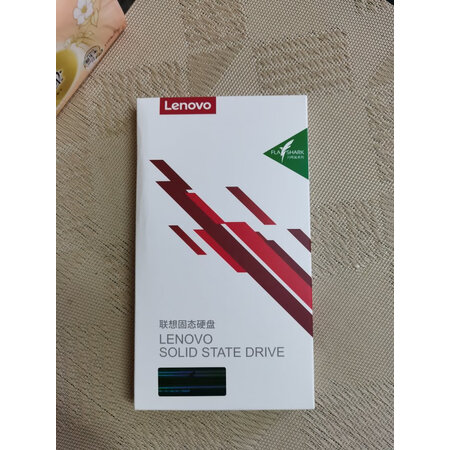 Lenovo
FLASHARK
联想固态硬盘
LENOVO
SOLID STATE DRIVE